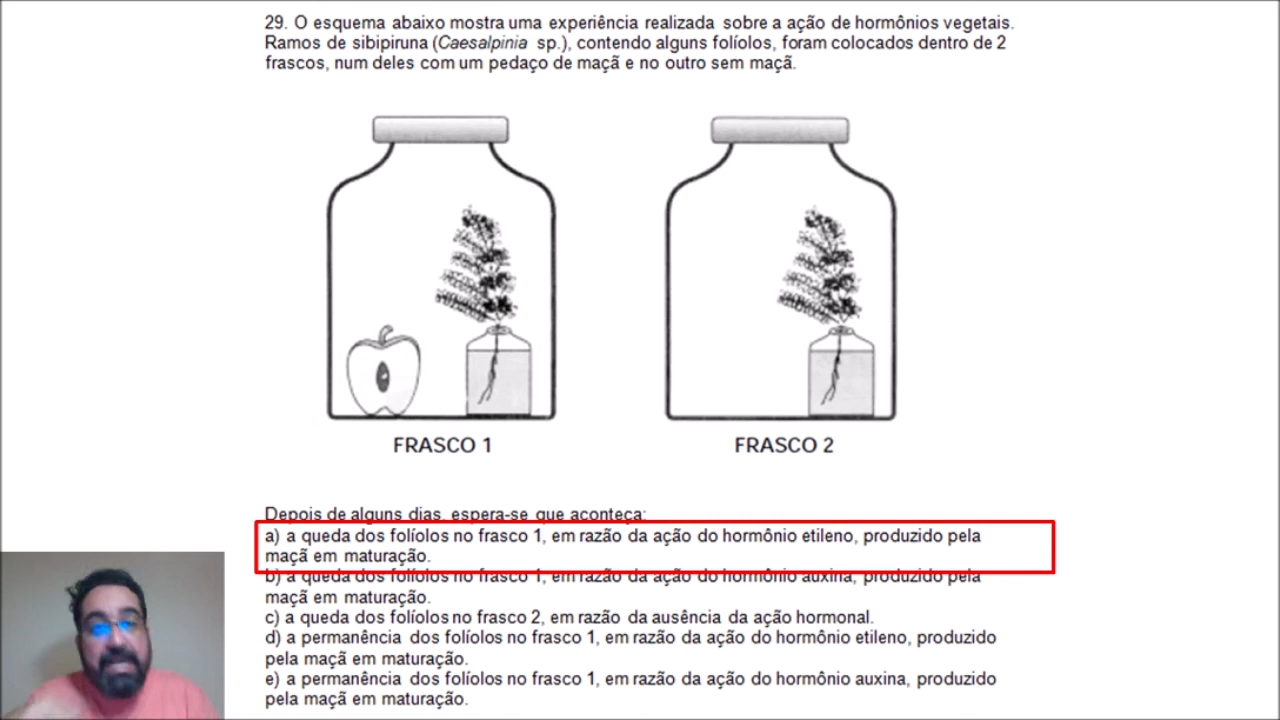 29. O esquema abaixo mostra uma experiência realizada sobre a ação de hormônios vegetais.
Ramos de sibipiruna (Caesalpinia sp.), contendo alguns folíolos, foram colocados dentro de 2
frascos, num deles com um pedaço de maçã e no outro sem maçã.
FRASCO 1
FRASCO 2
Depois de alguns dias, espera-se que aconteça:
a) a queda dos folíolos no frasco 1, em razão da ação do hormônio etileno, produzido pela
maçã em maturação.
b) a queda dos folíolos no frasco 1, em razão da ação do hormônio auxina, produzido pela
maçã em maturação.
c) a queda dos folíolos no frasco 2, em razão da ausência da ação hormonal.
d) a permanência dos folíolos no frasco 1, em razão da ação do hormônio etileno, produzido
pela maçã em maturação.
e) a permanência dos folíolos no frasco 1, em razão da ação do hormônio auxina, produzido
pela maçã em maturação.